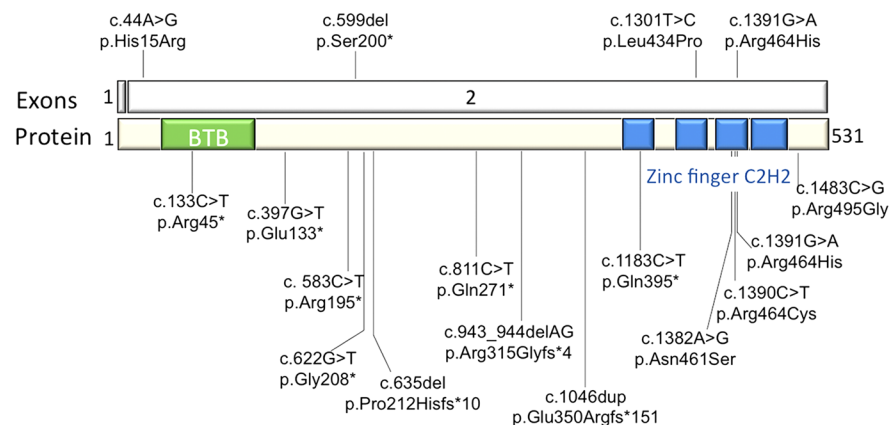 c.44A>G
p.His15Arg
c.599del
p.Ser200*
c.1301T>C
p.Leu434Pro
c.1391G>A
p.Arg464His
Exons 1 2
Protein 1 BTB 531
Zinc finger C2H2
c.133C>T
p.Arg45*
c.397G>T
p.Glu133*
c. 583C>T
p.Arg195*
c.622G>T
p.Gly208*
c.635del
p.Pro212Hisfs*10
c.811C>T
p.Gln271*
c.943_944delAG
p.Arg315Glyfs*4
c.1046dup
p.Glu350Argfs*151
c.1183C>T
p.Gln395*
c.1382A>G
p.Asn461Ser
c.1390C>T
p.Arg464Cys
c.1391G>A
p.Arg464His
c.1483C>G
p.Arg495Gly